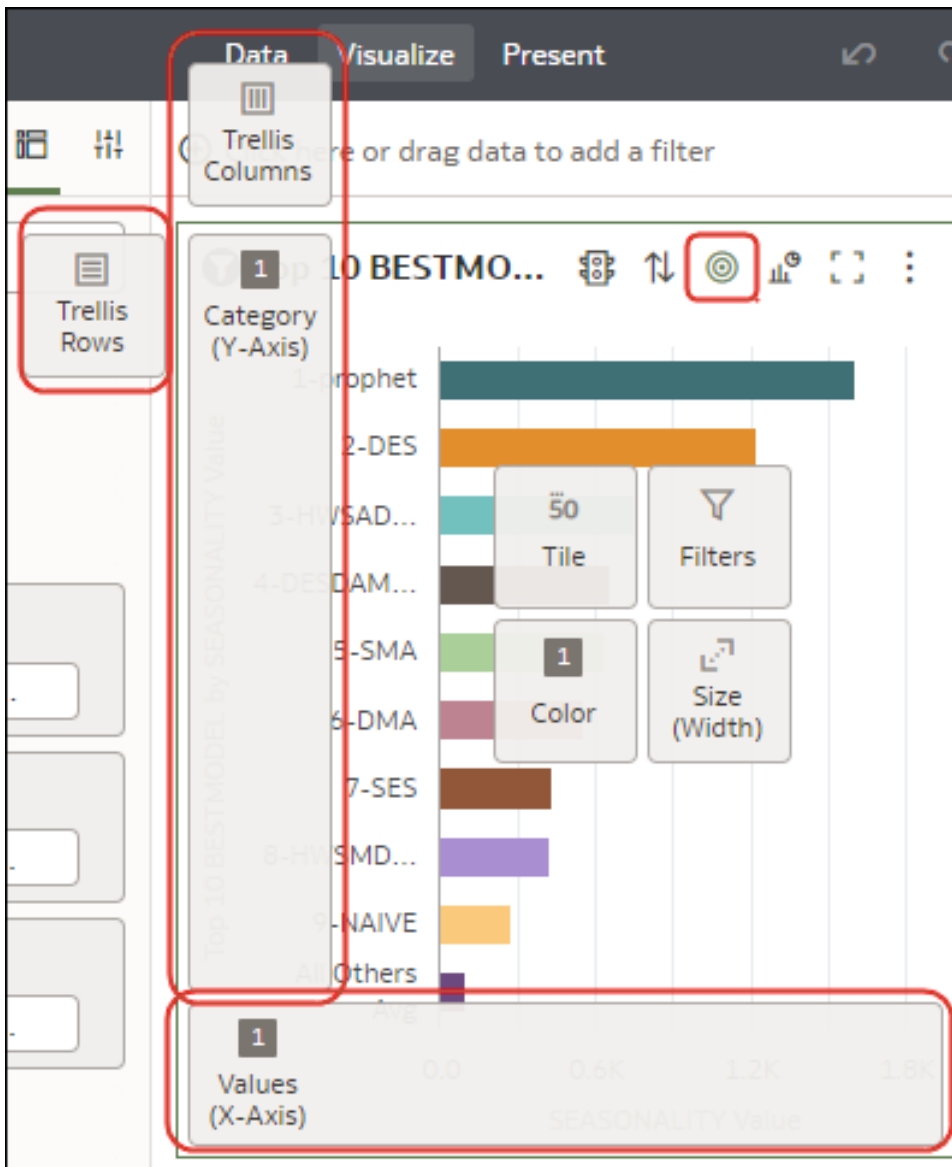 Data Visualize Present
Trellis
Columns
Click here or drag data to add a filter
Trellis
Rows
1
Category
(Y-Axis)
Top 10 BESTMO...
1-prophet
2-DES
3-HWSAD...
4-DESDAM...
5-SMA
6-DMA
7-SES
8-HWSMD...
9-NAIVE
All Others
Avg
Top 10 BESTMODEL by SEASONALITY Value
50
Tile
Filters
1
Color
Size
(Width)
1
Values
(X-Axis)
0.0 0.6K 1.2K 1.8K
SEASONALITY Value